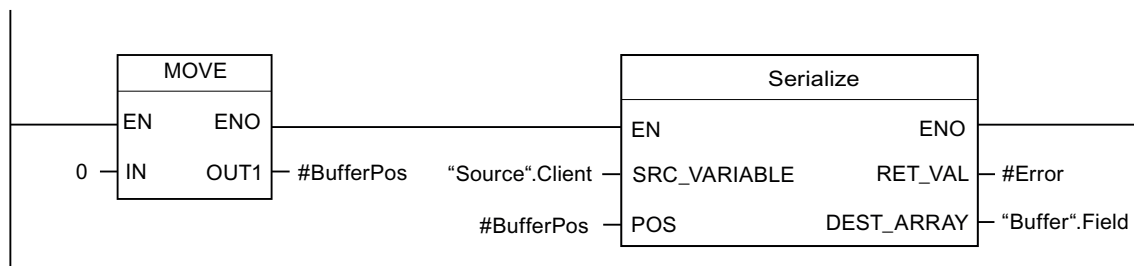 MOVE
EN ENO
0 IN OUT1 #BufferPos
Serialize
EN ENO
“Source“.Client SRC_VARIABLE RET_VAL #Error
#BufferPos POS DEST_ARRAY “Buffer“.Field